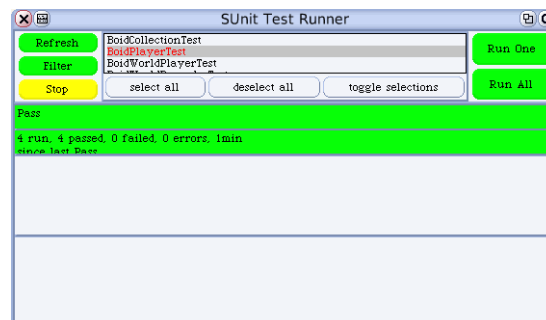 SUnit Test Runner
Refresh
Filter
Stop
BoidCollectionTest
BoidPlayerTest
BoidWorldPlayerTest
select all
deselect all
toggle selections
Run One
Run All
Pass
4 run, 4 passed, 0 failed, 0 errors, 1min
since last Pass